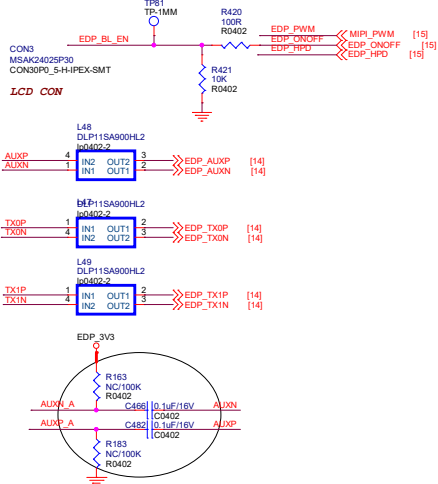 TP81
TP-1MM
R420
100R
R0402
EDP_BL_EN
EDP_PWM
MIPI_PWM [15]
EDP_ONOFF
EDP_ONOFF [15]
EDP_HPD
EDP_HPD [15]
CON3
MSAK24025P30
CON30P0_5-H-IPEX-SMT
LCD CON
R421
10K
R0402
L48
DLP11SA900HL2
lp0402-2
AUXP 4 IN2 OUT2 3 EDP_AUXP [14]
AUXN 1 IN1 OUT1 2 EDP_AUXN [14]
L47
DLP11SA900HL2
lp0402-2
TX0P 1 IN1 OUT1 2 EDP_TX0P [14]
TX0N 4 IN2 OUT2 3 EDP_TX0N [14]
L49
DLP11SA900HL2
lp0402-2
TX1P 1 IN1 OUT1 2 EDP_TX1P [14]
TX1N 4 IN2 OUT2 3 EDP_TX1N [14]
EDP_3V3
R163
NC/100K
R0402
AUXN_A C466 0.1uF/16V AUXN
C0402
AUXP_A C482 0.1uF/16V AUXP
C0402
R183
NC/100K
R0402